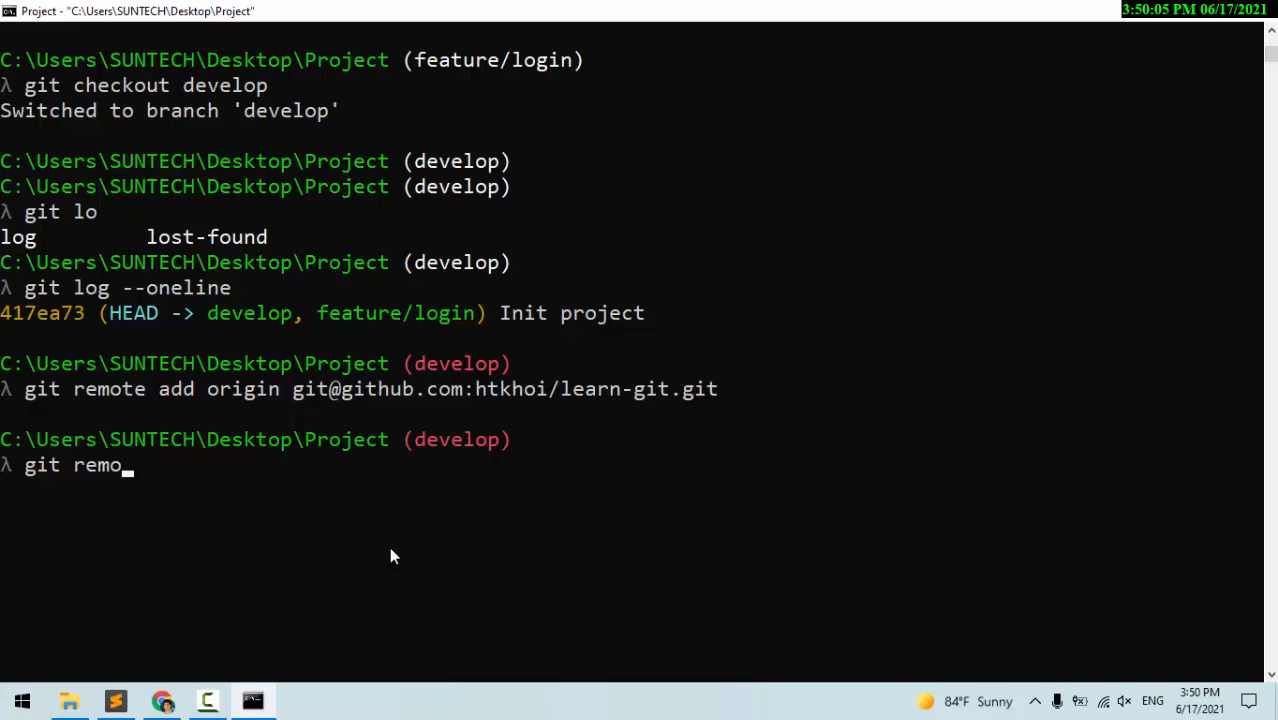 Project - "C:\Users\SUNTECH\Desktop\Project"
3:50:05 PM 06/17/2021
C:\Users\SUNTECH\Desktop\Project (feature/login)
λ git checkout develop
Switched to branch 'develop'
C:\Users\SUNTECH\Desktop\Project (develop)
C:\Users\SUNTECH\Desktop\Project (develop)
λ git lo
log lost-found
C:\Users\SUNTECH\Desktop\Project (develop)
λ git log --oneline
417ea73 (HEAD -> develop, feature/login) Init project
C:\Users\SUNTECH\Desktop\Project (develop)
λ git remote add origin git@github.com:htkhoi/learn-git.git
C:\Users\SUNTECH\Desktop\Project (develop)
λ git remo_
84°F Sunny
ENG
3:50 PM
6/17/2021